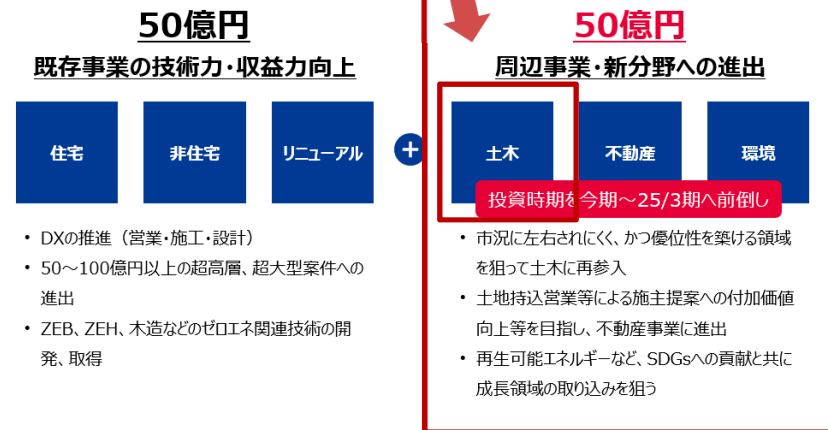 50億円
既存事業の技術力・収益力向上
住宅
非住宅
リニューアル
• DXの推進（営業・施工・設計）
• 50～100億円以上の超高層、超大型案件への
進出
• ZEB、ZEH、木造などのゼロエネ関連技術の開
発、取得
+
50億円
周辺事業・新分野への進出
土木
不動産
環境
投資時期を今期～25/3期へ前倒し
• 市況に左右されにくく、かつ優位性を築ける領域
を狙って土木に再参入
• 土地持込営業等による施主提案への付加価値
向上等を目指し、不動産事業に進出
• 再生可能エネルギーなど、SDGsへの貢献と共に
成長領域の取り込みを狙う